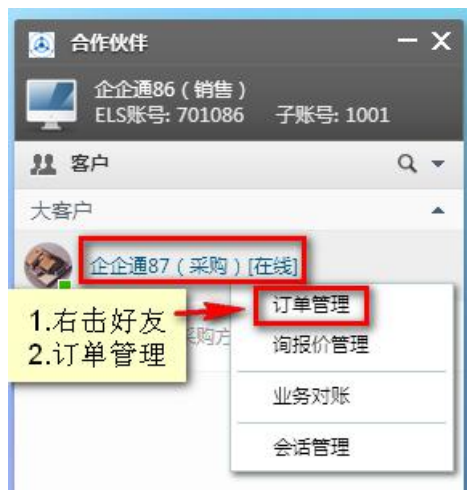 合作伙伴
企企通86（销售）
ELS账号: 701086 子账号: 1001
客户
大客户
企企通87（采购）[在线]
1.右击好友
2.订单管理
采购方
订单管理
询报价管理
业务对账
会话管理